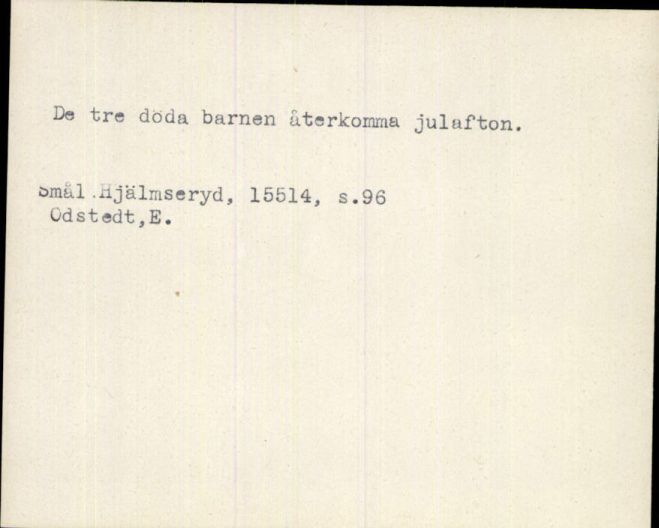 De tre döda barnen återkomma julafton.
Smål.Hjälmseryd, 15514, s.96
Odstedt,E.